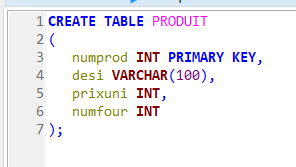 1 CREATE TABLE PRODUIT
2 (
3 numprod INT PRIMARY KEY,
4 desi VARCHAR(100),
5 prixuni INT,
6 numfour INT
7 );